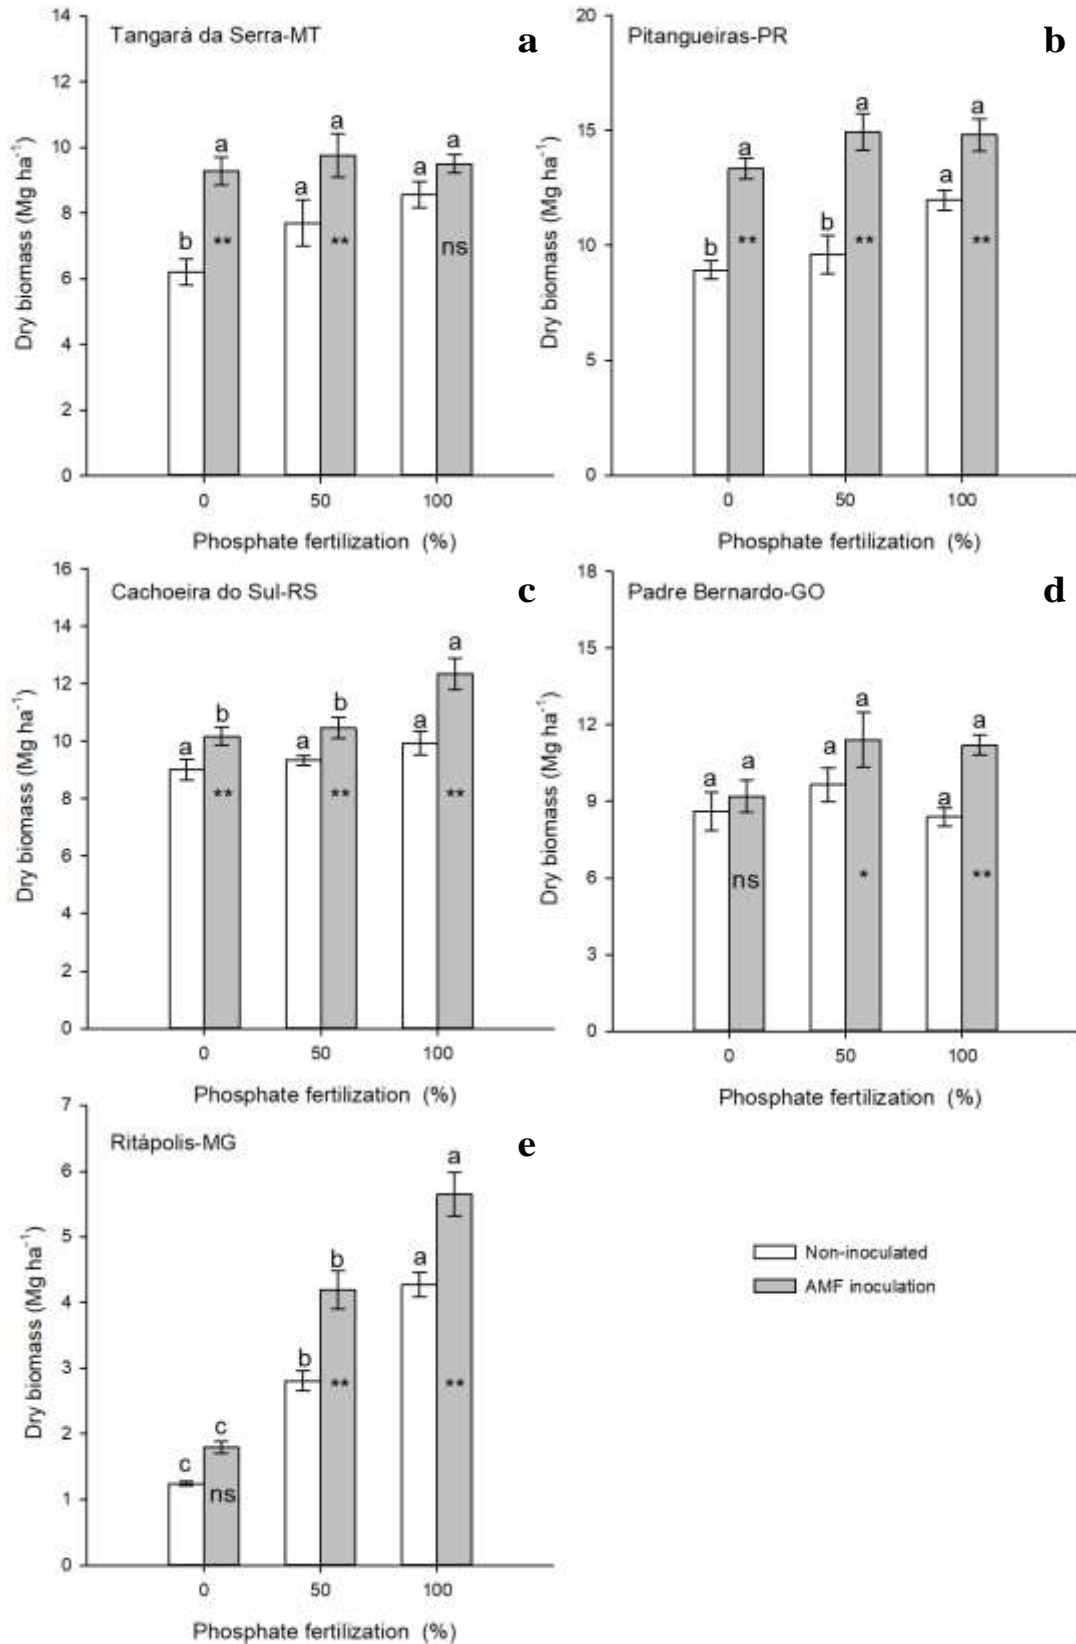 Tangará da Serra-MT
a
Dry biomass (Mg ha⁻¹)
14
12
10
8
6
4
2
0
b
a
**
a
a
**
a
a
ns
0
50
100
Phosphate fertilization (%)
Pitangueiras-PR
b
Dry biomass (Mg ha⁻¹)
20
15
10
5
0
b
a
**
b
a
**
a
a
**
0
50
100
Phosphate fertilization (%)
Cachoeira do Sul-RS
c
Dry biomass (Mg ha⁻¹)
16
14
12
10
8
6
4
2
0
a
b
**
a
b
**
a
a
**
0
50
100
Phosphate fertilization (%)
Padre Bernardo-GO
d
Dry biomass (Mg ha⁻¹)
18
15
12
9
6
3
0
a
a
ns
a
a
*
a
a
**
0
50
100
Phosphate fertilization (%)
Ritápolis-MG
e
Dry biomass (Mg ha⁻¹)
7
6
5
4
3
2
1
0
c
c
ns
b
b
**
a
a
**
0
50
100
Phosphate fertilization (%)
Non-inoculated
AMF inoculation